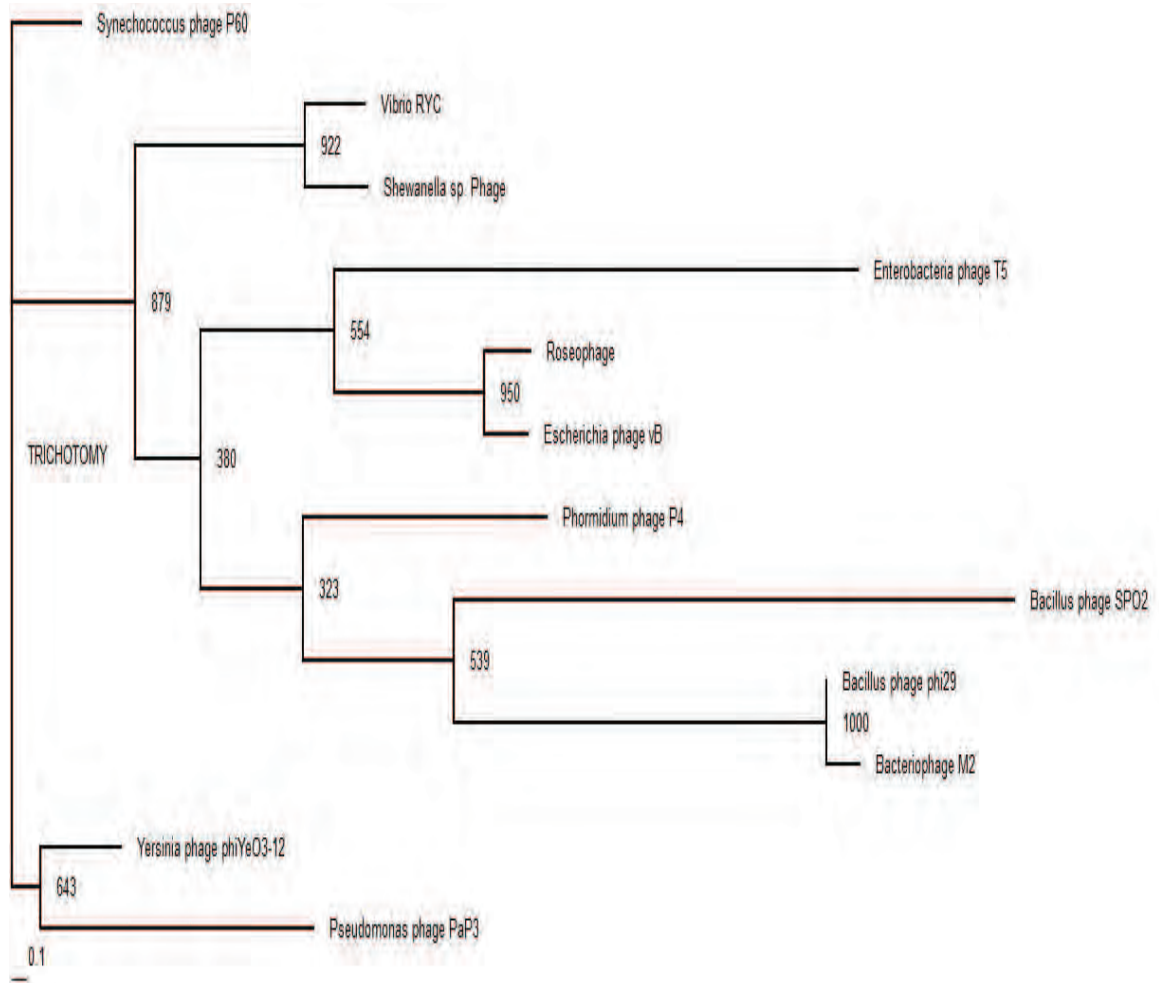 Synechococcus phage P60
Vibrio RYC
922
Shewanella sp. Phage
Enterobacteria phage T5
879
554
Roseophage
950
Escherichia phage vB
TRICHOTOMY
380
Phormidium phage P4
323
Bacillus phage SPO2
539
Bacillus phage phi29
1000
Bacteriophage M2
Yersinia phage phiYeO3-12
643
Pseudomonas phage PaP3
0.1